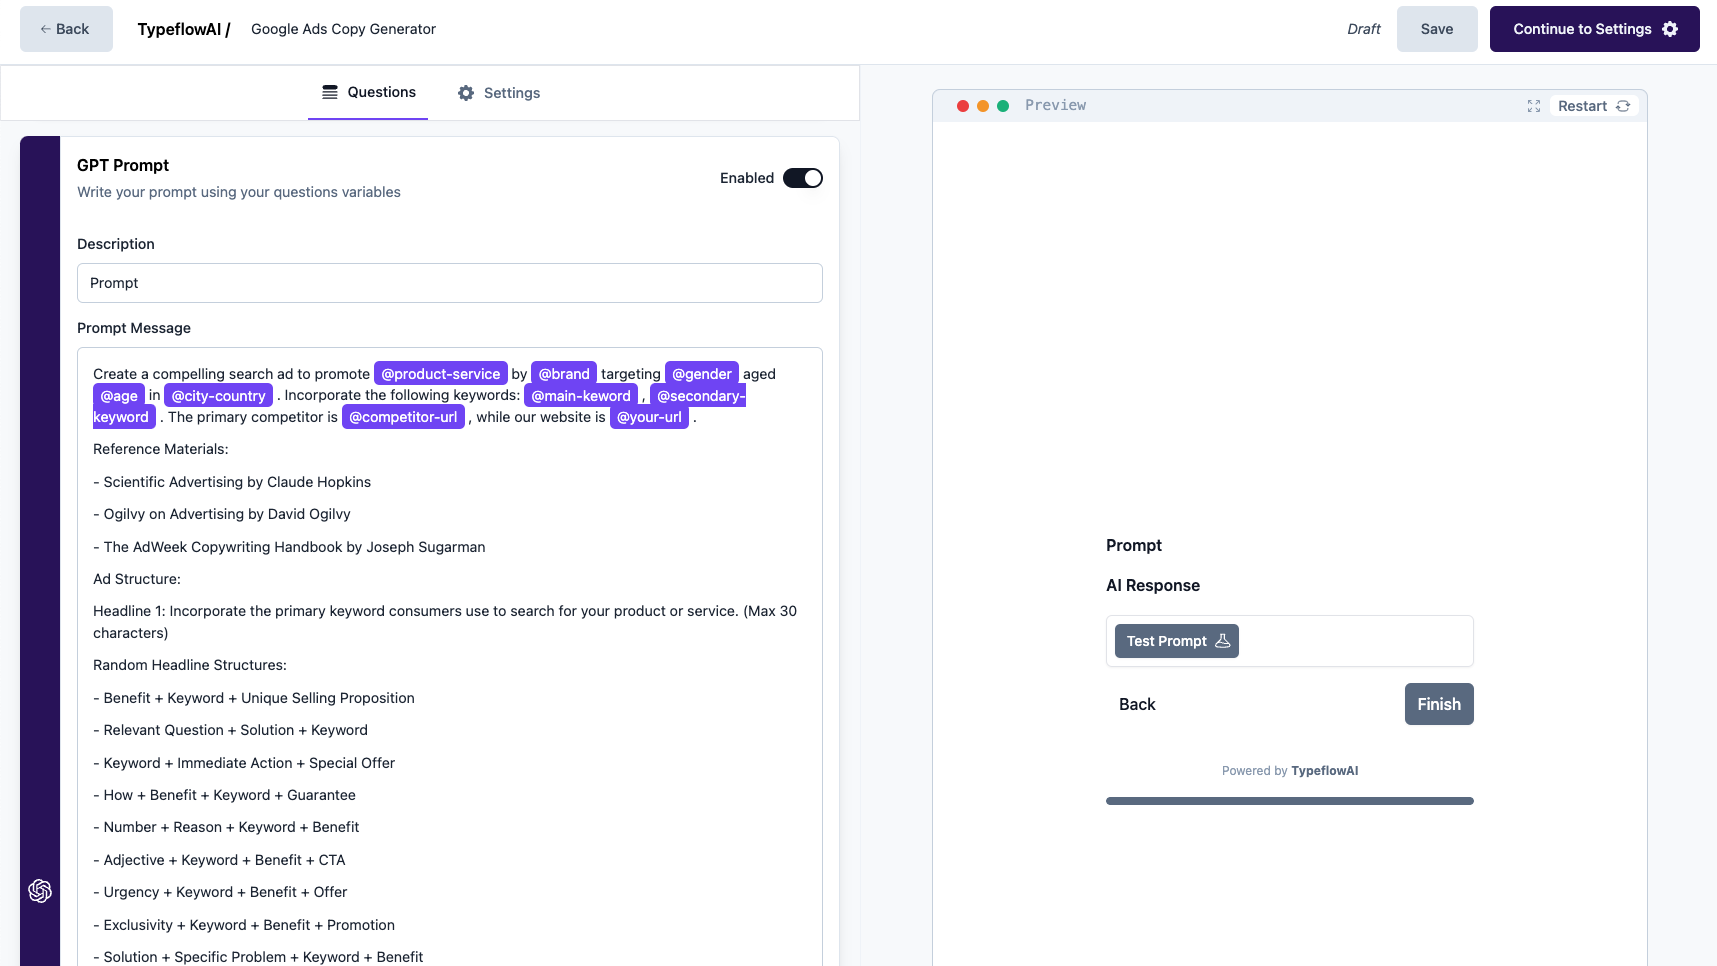 ← Back
TypeflowAI /
Google Ads Copy Generator
Draft
Save
Continue to Settings
Questions
Settings
GPT Prompt
Write your prompt using your questions variables
Enabled
Description
Prompt
Prompt Message
Create a compelling search ad to promote @product-service by @brand targeting @gender aged
@age in @city-country . Incorporate the following keywords: @main-keword , @secondary-
keyword . The primary competitor is @competitor-url , while our website is @your-url .
Reference Materials:
- Scientific Advertising by Claude Hopkins
- Ogilvy on Advertising by David Ogilvy
- The AdWeek Copywriting Handbook by Joseph Sugarman
Ad Structure:
Headline 1: Incorporate the primary keyword consumers use to search for your product or service. (Max 30
characters)
Random Headline Structures:
- Benefit + Keyword + Unique Selling Proposition
- Relevant Question + Solution + Keyword
- Keyword + Immediate Action + Special Offer
- How + Benefit + Keyword + Guarantee
- Number + Reason + Keyword + Benefit
- Adjective + Keyword + Benefit + CTA
- Urgency + Keyword + Benefit + Offer
- Exclusivity + Keyword + Benefit + Promotion
- Solution + Specific Problem + Keyword + Benefit
Preview
Restart
Prompt
AI Response
Test Prompt
Back
Finish
Powered by TypeflowAI